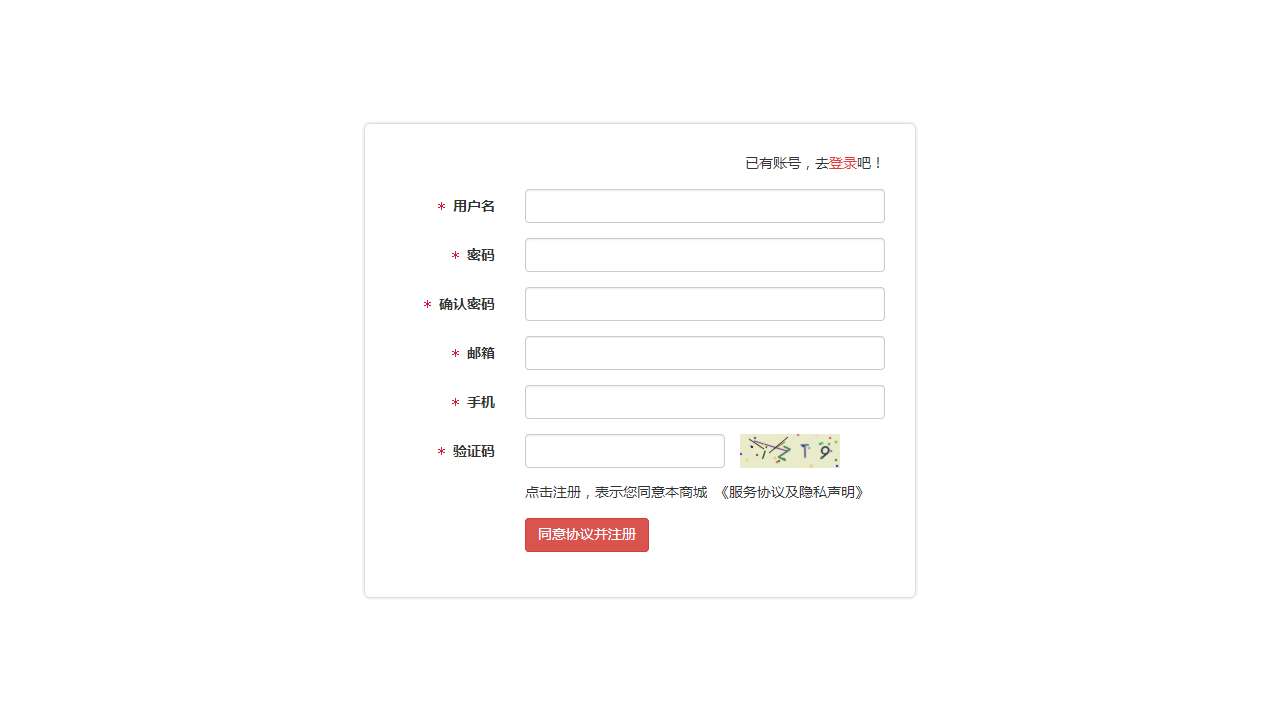 已有账号，去登录吧！
* 用户名
* 密码
* 确认密码
* 邮箱
* 手机
* 验证码
点击注册，表示您同意本商城 《服务协议及隐私声明》
同意协议并注册